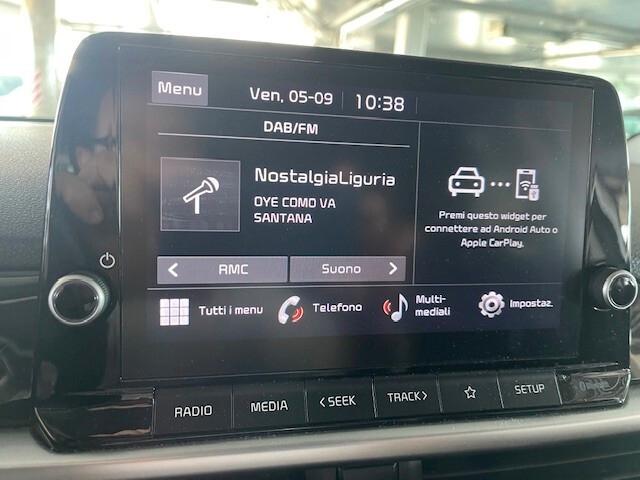 Menu
Ven, 05-09
10:38
DAB/FM
NostalgiaLiguria
OYE COMO VA
SANTANA
RMC
Suono
Premi questo widget per
connettere ad Android Auto o
Apple CarPlay.
Tutti i menu
Telefono
Multi-
mediali
Impostaz.
RADIO
MEDIA
<SEEK
TRACK>
SETUP